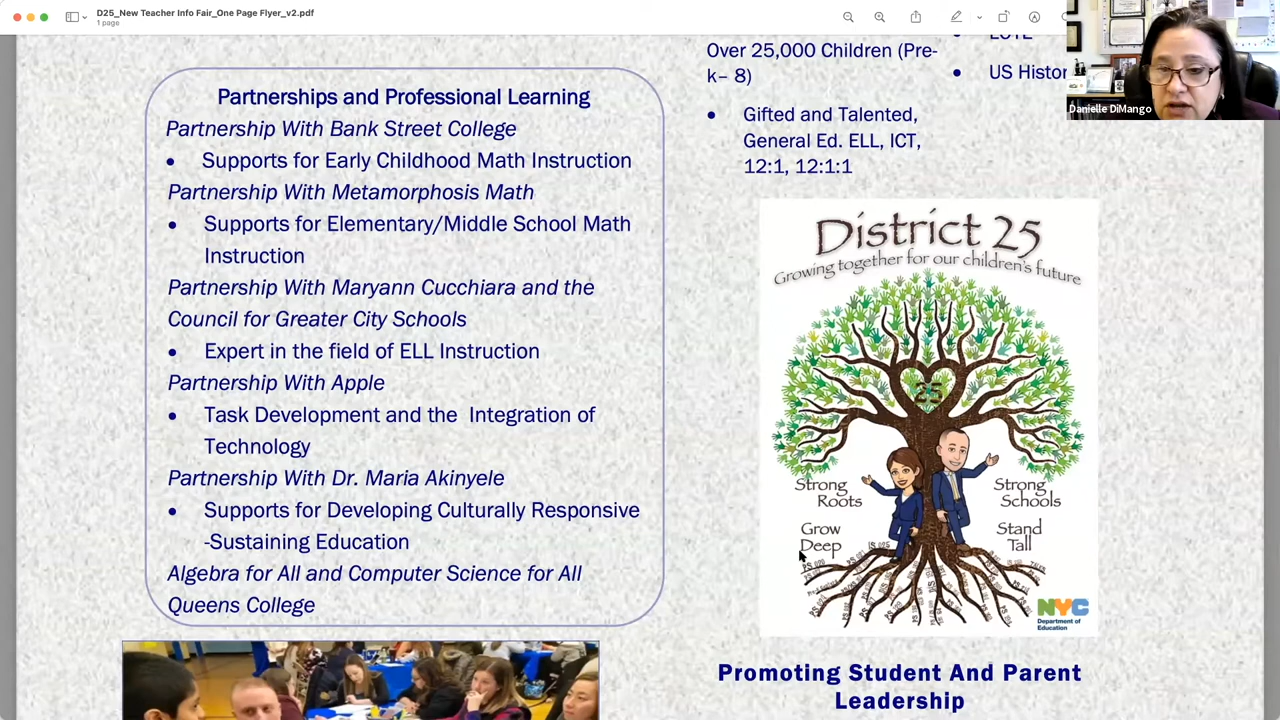 D25_New Teacher Info Fair_One Page Flyer_v2.pdf
1 page
Danielle DiMango
Partnerships and Professional Learning
Partnership With Bank Street College
• Supports for Early Childhood Math Instruction
Partnership With Metamorphosis Math
• Supports for Elementary/Middle School Math
Instruction
Partnership With Maryann Cucchiara and the
Council for Greater City Schools
• Expert in the field of ELL Instruction
Partnership With Apple
• Task Development and the Integration of
Technology
Partnership With Dr. Maria Akinyele
• Supports for Developing Culturally Responsive
-Sustaining Education
Algebra for All and Computer Science for All
Queens College
Over 25,000 Children (Pre-
k– 8)
• Gifted and Talented,
General Ed. ELL, ICT,
12:1, 12:1:1
• LOTE
• US Histor
District 25
Growing together for our children's future
25
Strong
Roots
Grow
Deep
Strong
Schools
Stand
Tall
NYC
Department of
Education
Promoting Student And Parent
Leadership